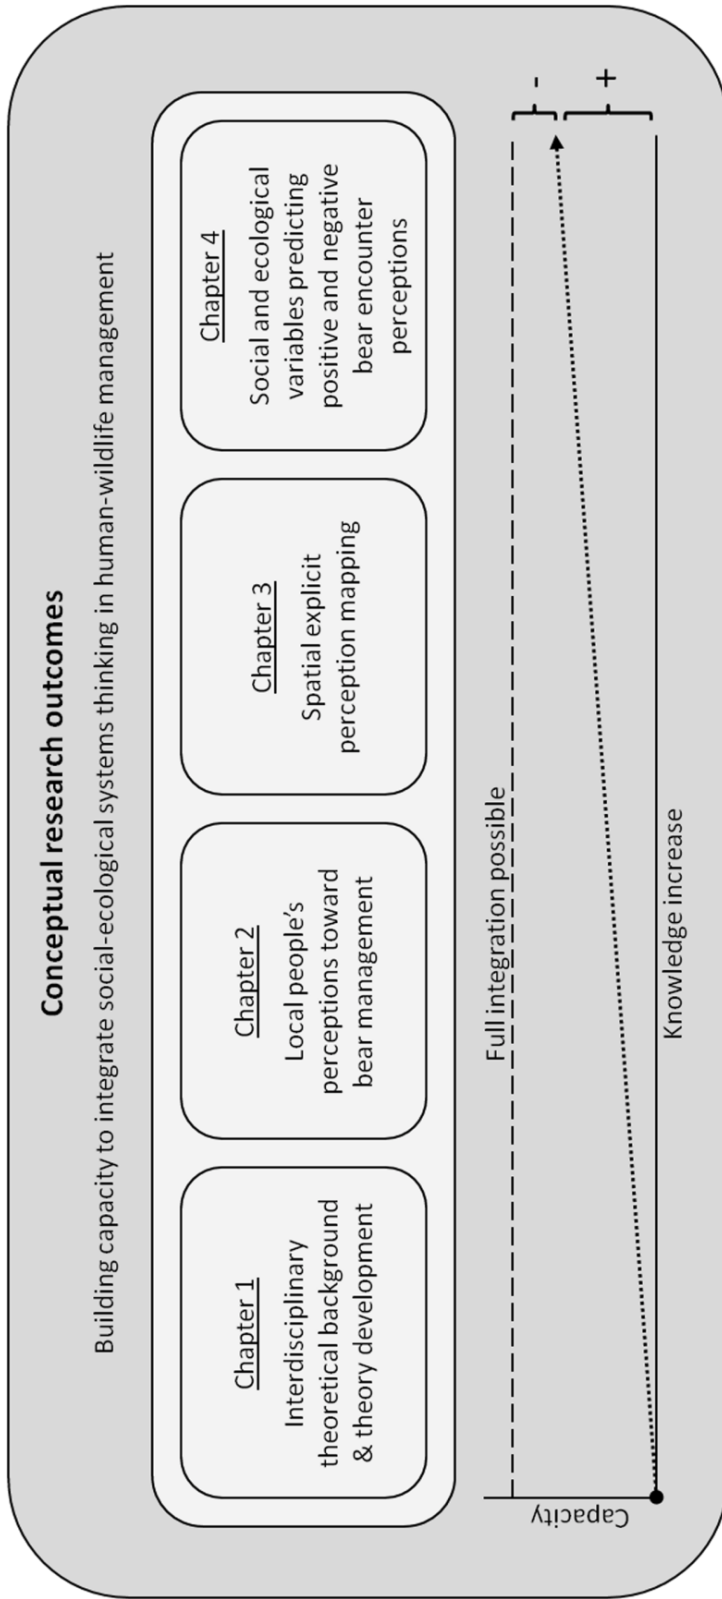 Conceptual research outcomes
Building capacity to integrate social-ecological systems thinking in human-wildlife management
Chapter 1
Interdisciplinary
theoretical background
& theory development
Chapter 2
Local people's
perceptions toward
bear management
Chapter 3
Spatial explicit
perception mapping
Chapter 4
Social and ecological
variables predicting
positive and negative
bear encounter
perceptions
Full integration possible
Capacity
Knowledge increase
-
+